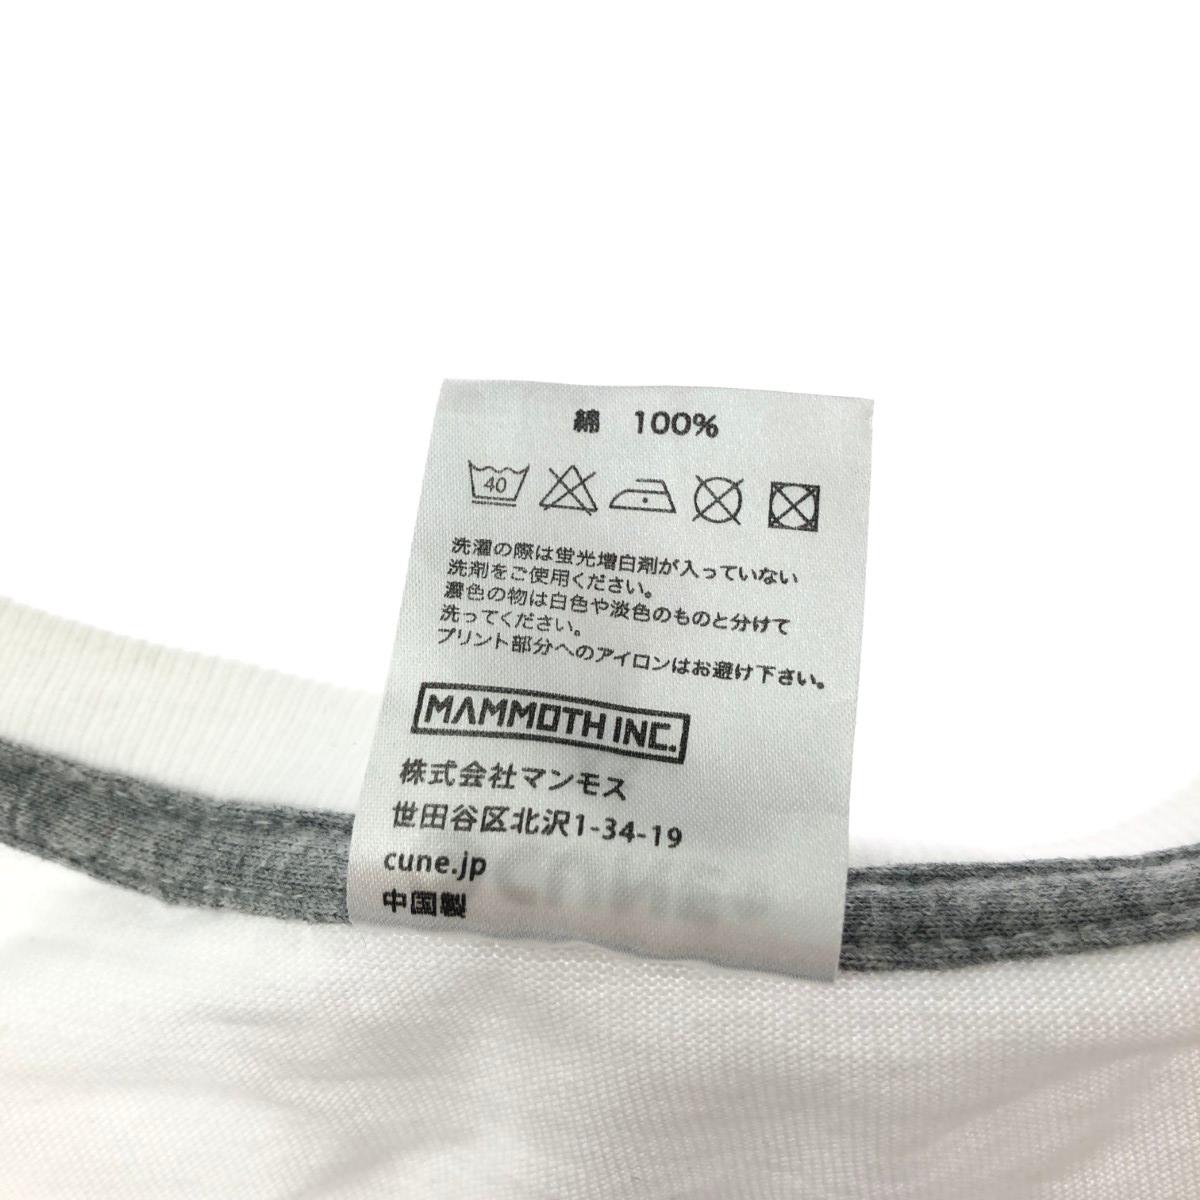 綿 100%
40
洗濯の際は蛍光増白剤が入っていない
洗剤をご使用ください。
濃色の物は白色や淡色のものと分けて
洗ってください。
プリント部分へのアイロンはお避け下さい。
MAMMOTH INC.
株式会社マンモス
世田谷区北沢1-34-19
cune.jp
中国製